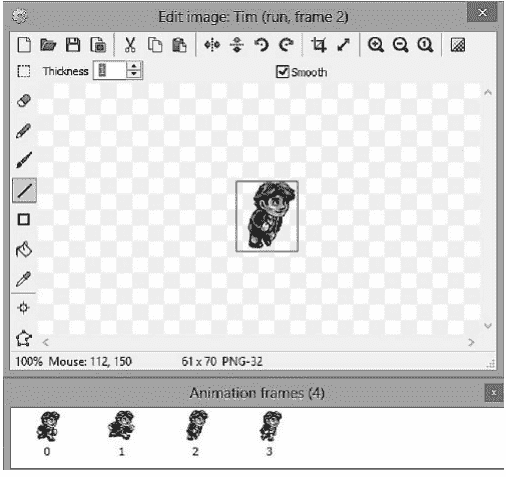 Edit image: Tim (run, frame 2)
Thickness
Smooth
100% Mouse: 112, 150 61 x 70 PNG-32
Animation frames (4)
0 1 2 3